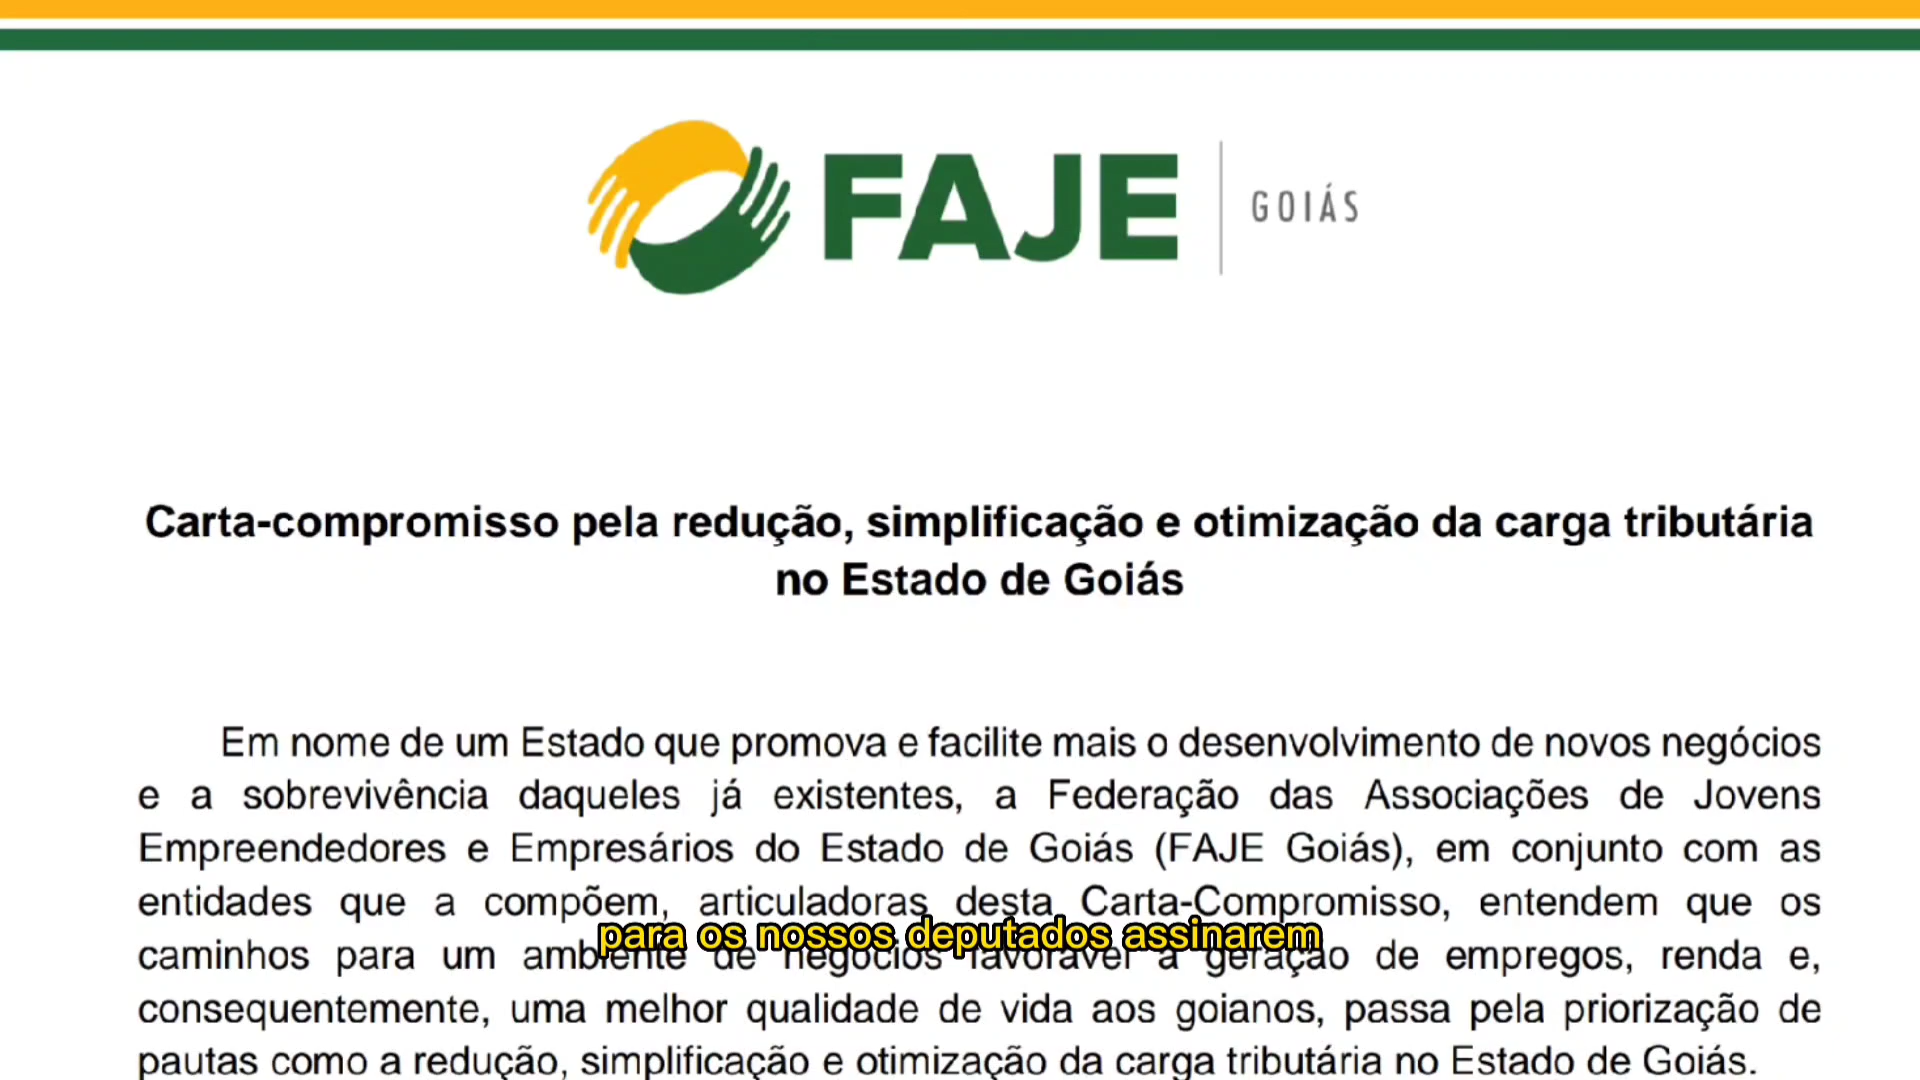 FAJE
GOIÁS
Carta-compromisso pela redução, simplificação e otimização da carga tributária
no Estado de Goiás
Em nome de um Estado que promova e facilite mais o desenvolvimento de novos negócios
e a sobrevivência daqueles já existentes, a Federação das Associações de Jovens
Empreendedores e Empresários do Estado de Goiás (FAJE Goiás), em conjunto com as
entidades que a compõem, articuladoras desta Carta-Compromisso, entendem que os
para os nossos deputados assinarem
caminhos para um ambiente de negócios favorável à geração de empregos, renda e,
consequentemente, uma melhor qualidade de vida aos goianos, passa pela priorização de
pautas como a redução, simplificação e otimização da carga tributária no Estado de Goiás.